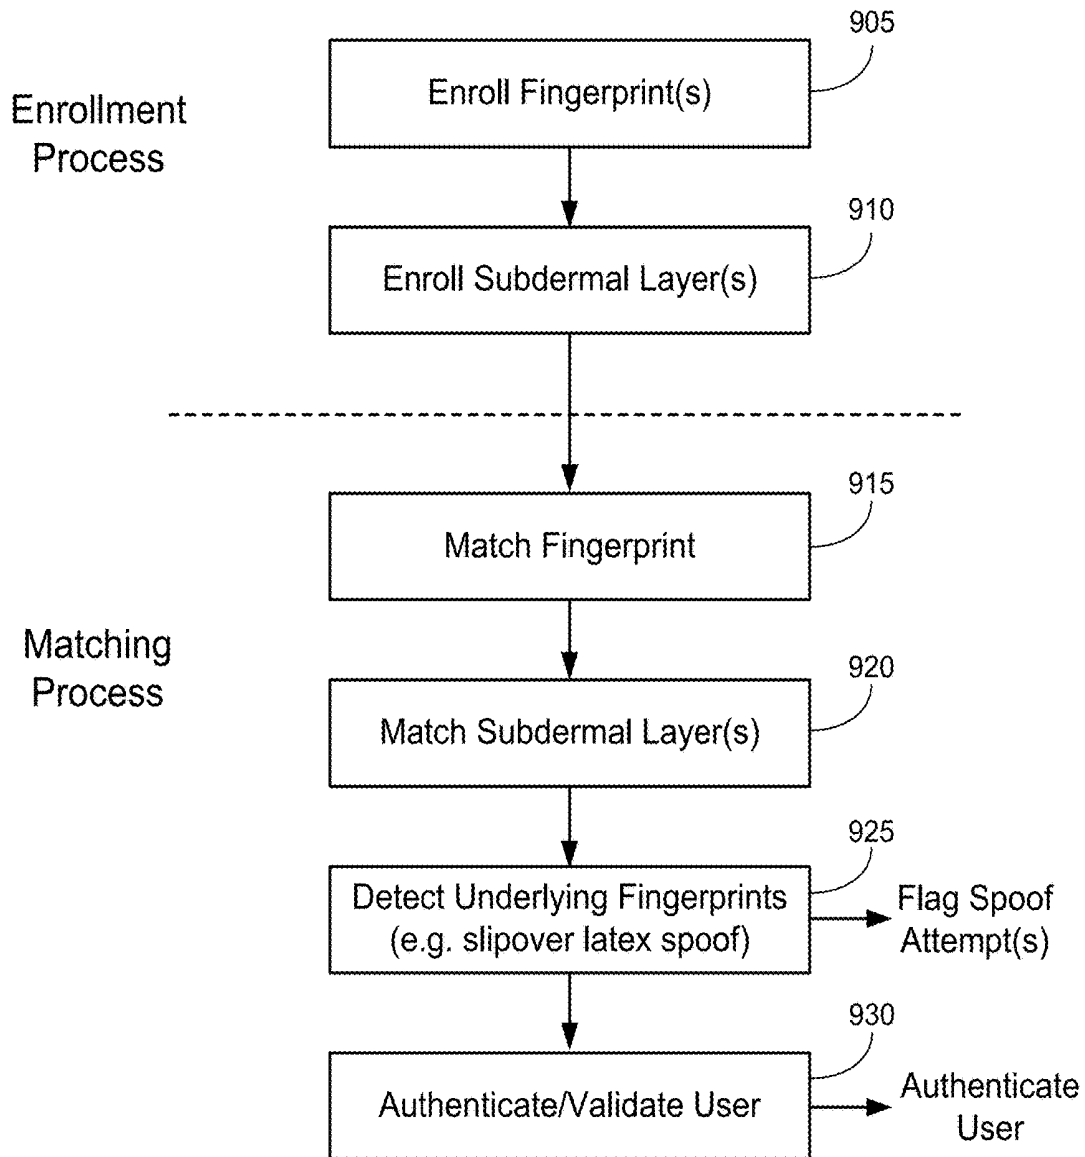 905
Enroll Fingerprint(s)
Enrollment
Process
910
Enroll Subdermal Layer(s)
915
Match Fingerprint
Matching
Process
920
Match Subdermal Layer(s)
925
Detect Underlying Fingerprints
(e.g. slipover latex spoof)
Flag Spoof
Attempt(s)
930
Authenticate/Validate User
Authenticate
User